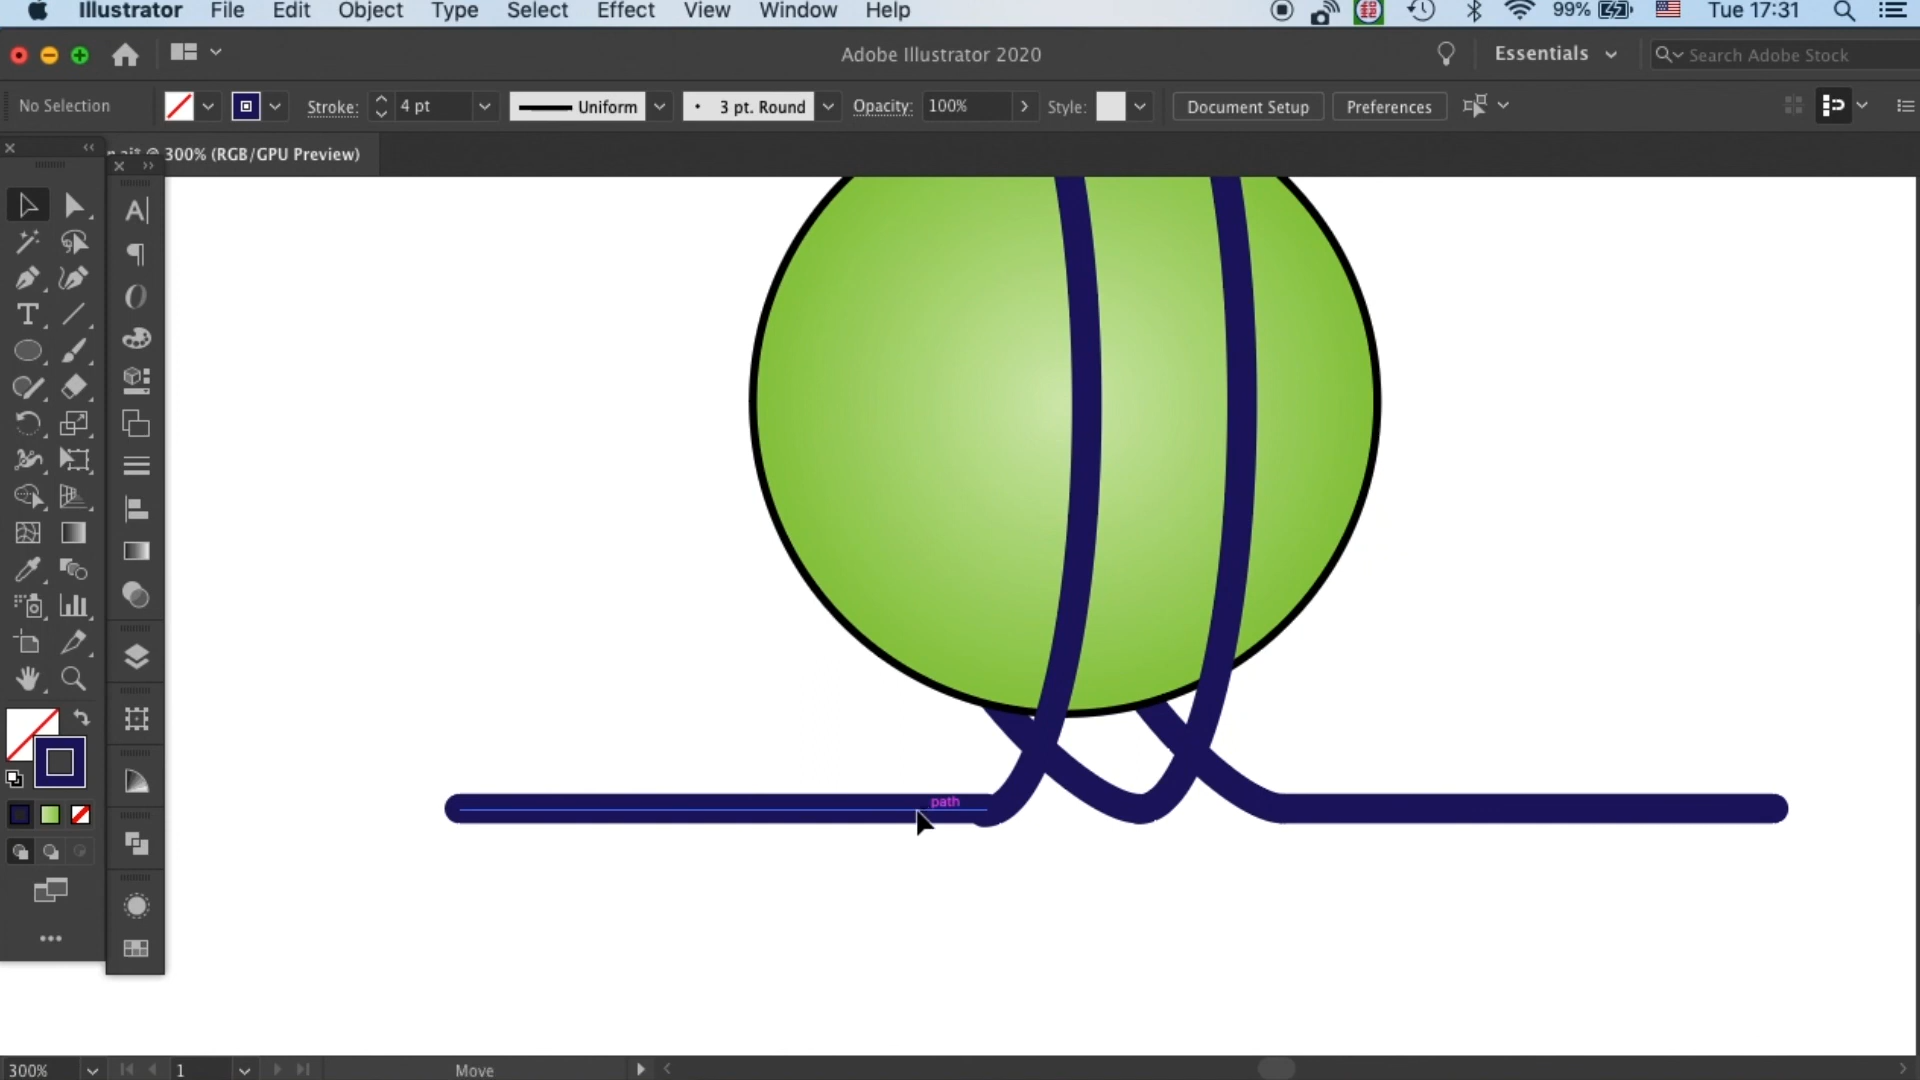 Illustrator File Edit Object Type Select Effect View Window Help 99% Tue 17:31
Adobe Illustrator 2020 Essentials Search Adobe Stock
No Selection Stroke: 4 pt Uniform 3 pt. Round Opacity: 100% Style: Document Setup Preferences
@ 300% (RGB/GPU Preview)
path
300% 1 Move